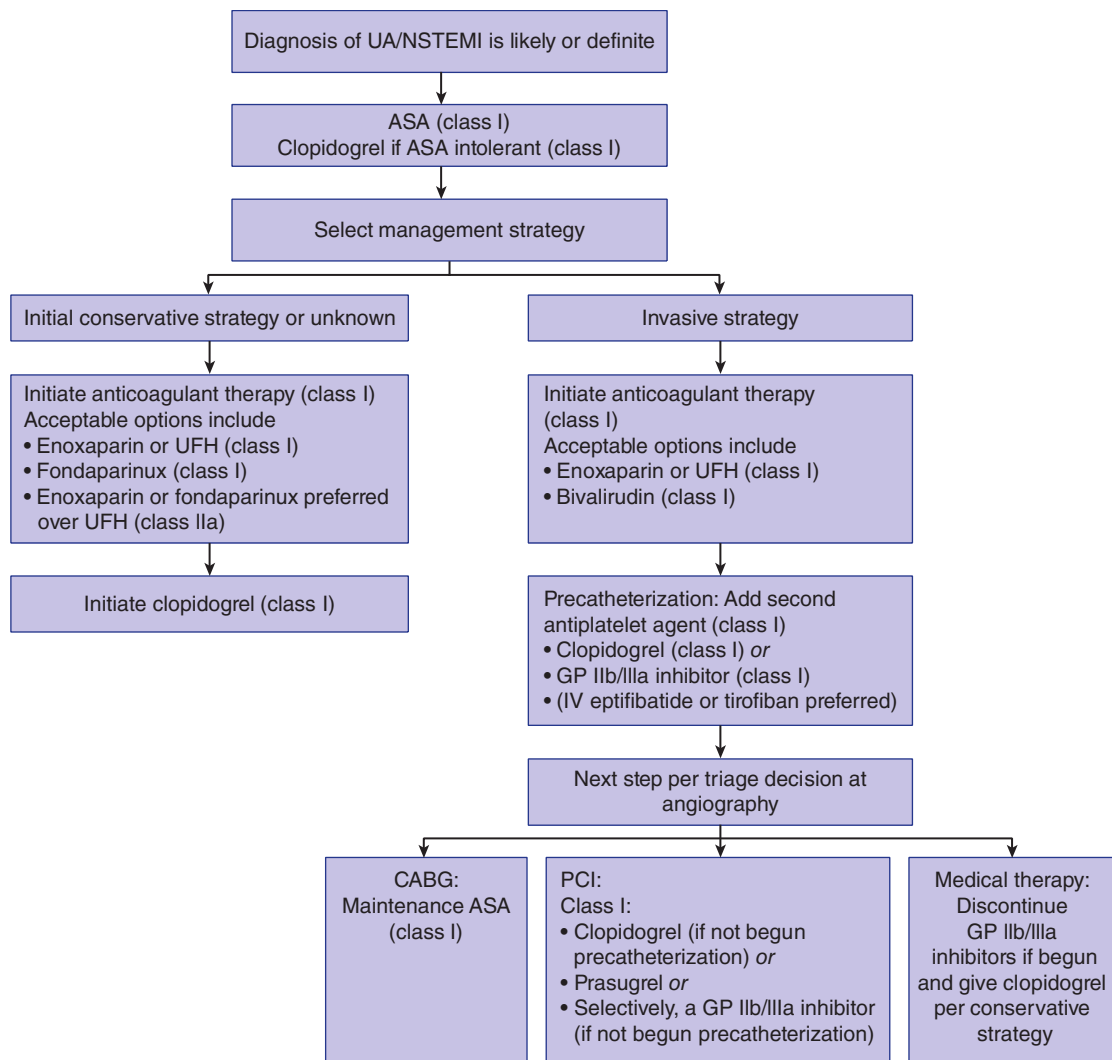 Diagnosis of UA/NSTEMI is likely or definite
ASA (class I)
Clopidogrel if ASA intolerant (class I)
Select management strategy
Initial conservative strategy or unknown
Invasive strategy
Initiate anticoagulant therapy (class I)
Acceptable options include
• Enoxaparin or UFH (class I)
• Fondaparinux (class I)
• Enoxaparin or fondaparinux preferred
over UFH (class IIa)
Initiate anticoagulant therapy
(class I)
Acceptable options include
• Enoxaparin or UFH (class I)
• Bivalirudin (class I)
Initiate clopidogrel (class I)
Precatheterization: Add second
antiplatelet agent (class I)
• Clopidogrel (class I) or
• GP IIb/IIIa inhibitor (class I)
• (IV eptifibatide or tirofiban preferred)
Next step per triage decision at
angiography
CABG:
Maintenance ASA
(class I)
PCI:
Class I:
• Clopidogrel (if not begun
precatheterization) or
• Prasugrel or
• Selectively, a GP IIb/IIIa inhibitor
(if not begun precatheterization)
Medical therapy:
Discontinue
GP IIb/IIIa
inhibitors if begun
and give clopidogrel
per conservative
strategy